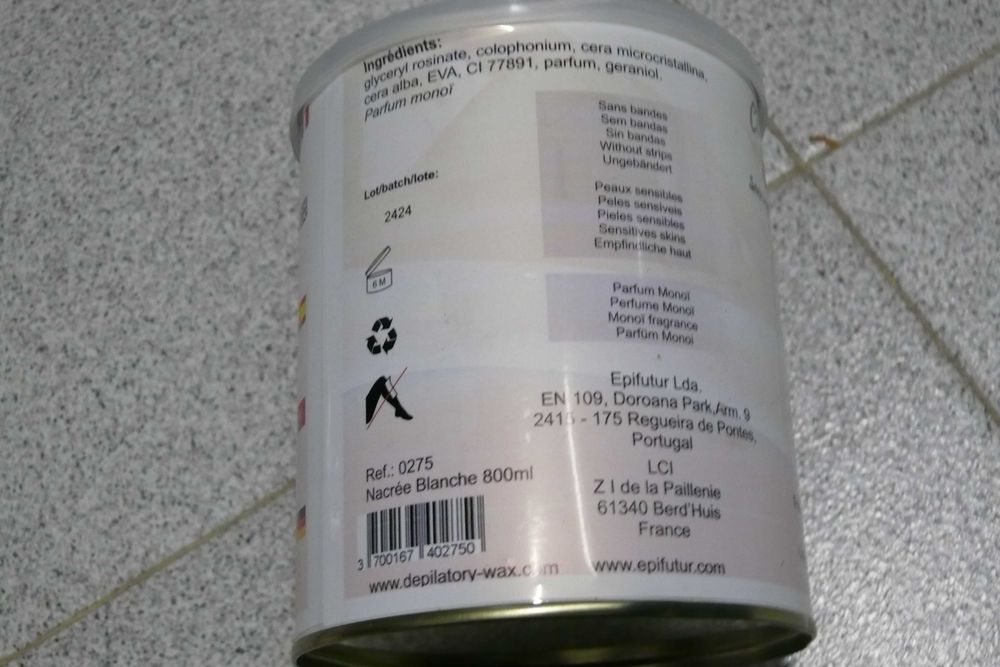 Ingrédients:
glyceryl rosinate, colophonium, cera microcristallina,
cera alba, EVA, CI 77891, parfum, geraniol.
Parfum monoï
Lot/batch/lote:
2424
6 M
Ref.: 0275
Nacrée Blanche 800ml
3 700167 402750
www.depilatory-wax.com
Sans bandes
Sem bandas
Sin bandas
Without strips
Ungebändert
Peaux sensibles
Peles sensíveis
Pieles sensibles
Sensitives skins
Empfindliche haut
Parfum Monoï
Perfume Monoï
Monoï fragrance
Parfüm Monoï
Epifutur Lda.
EN 109, Doroana Park,Arm. 9
2415 - 175 Regueira de Pontes,
Portugal
LCI
Z I de la Paillenie
61340 Berd'Huis
France
www.epifutur.com